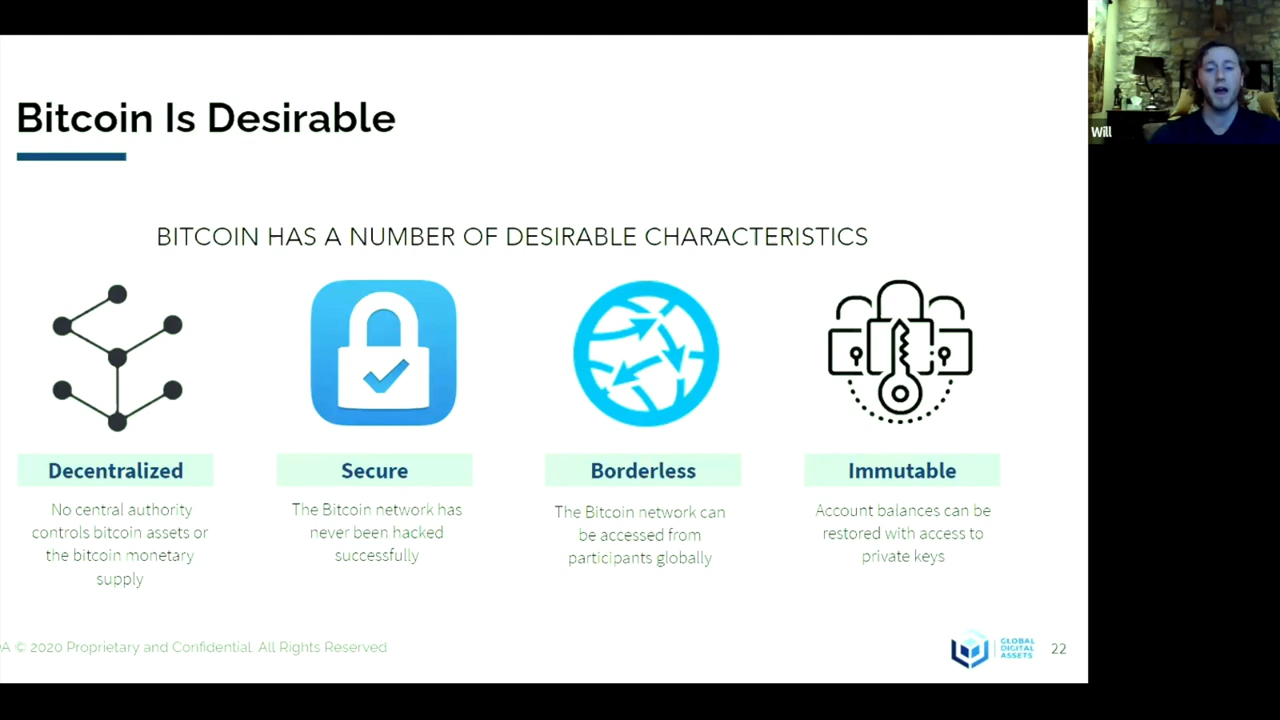 Bitcoin Is Desirable
Will
BITCOIN HAS A NUMBER OF DESIRABLE CHARACTERISTICS
Decentralized
No central authority
controls bitcoin assets or
the bitcoin monetary
supply
Secure
The Bitcoin network has
never been hacked
successfully
Borderless
The Bitcoin network can
be accessed from
participants globally
Immutable
Account balances can be
restored with access to
private keys
A © 2020 Proprietary and Confidential. All Rights Reserved
GLOBAL
DIGITAL
ASSETS
22